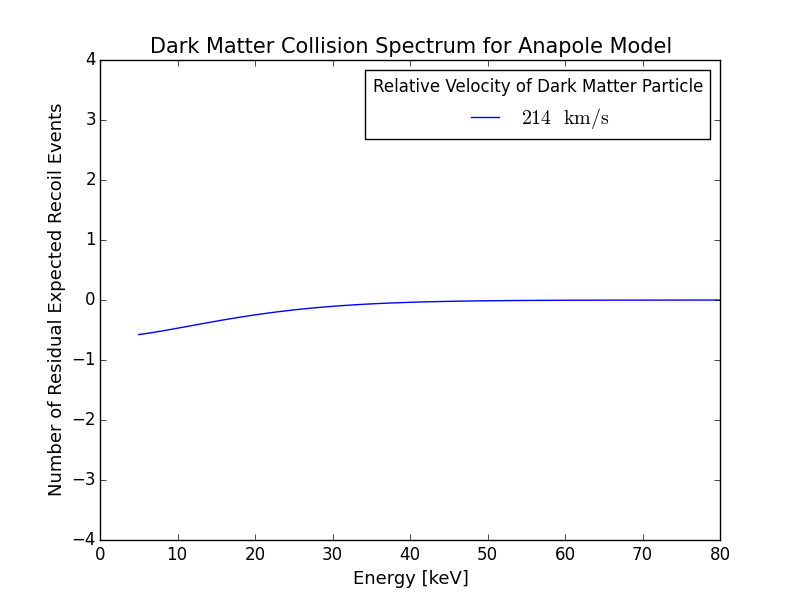 Dark Matter Collision Spectrum for Anapole Model
Relative Velocity of Dark Matter Particle
214 km/s
Number of Residual Expected Recoil Events
4
3
2
1
0
−1
−2
−3
−4
0 10 20 30 40 50 60 70 80
Energy [keV]